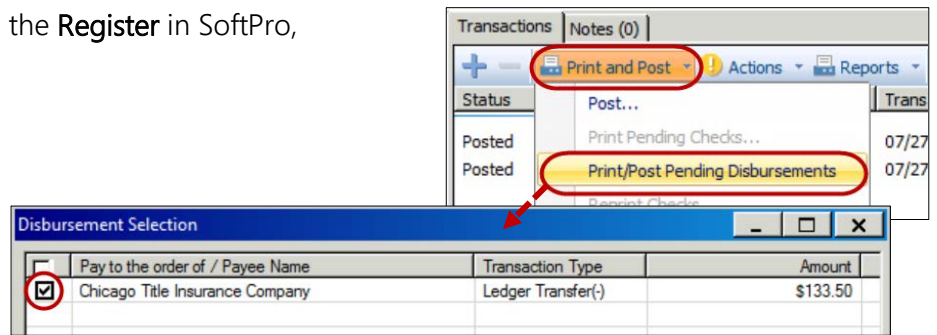 the Register in SoftPro,
Transactions Notes (0)
Print and Post Actions Reports
Status Post... Trans
Posted Print Pending Checks... 07/27
Posted Print/Post Pending Disbursements 07/27
Reprint Checks
Disbursement Selection
Pay to the order of / Payee Name Transaction Type Amount
Chicago Title Insurance Company Ledger Transfer(-) $133.50